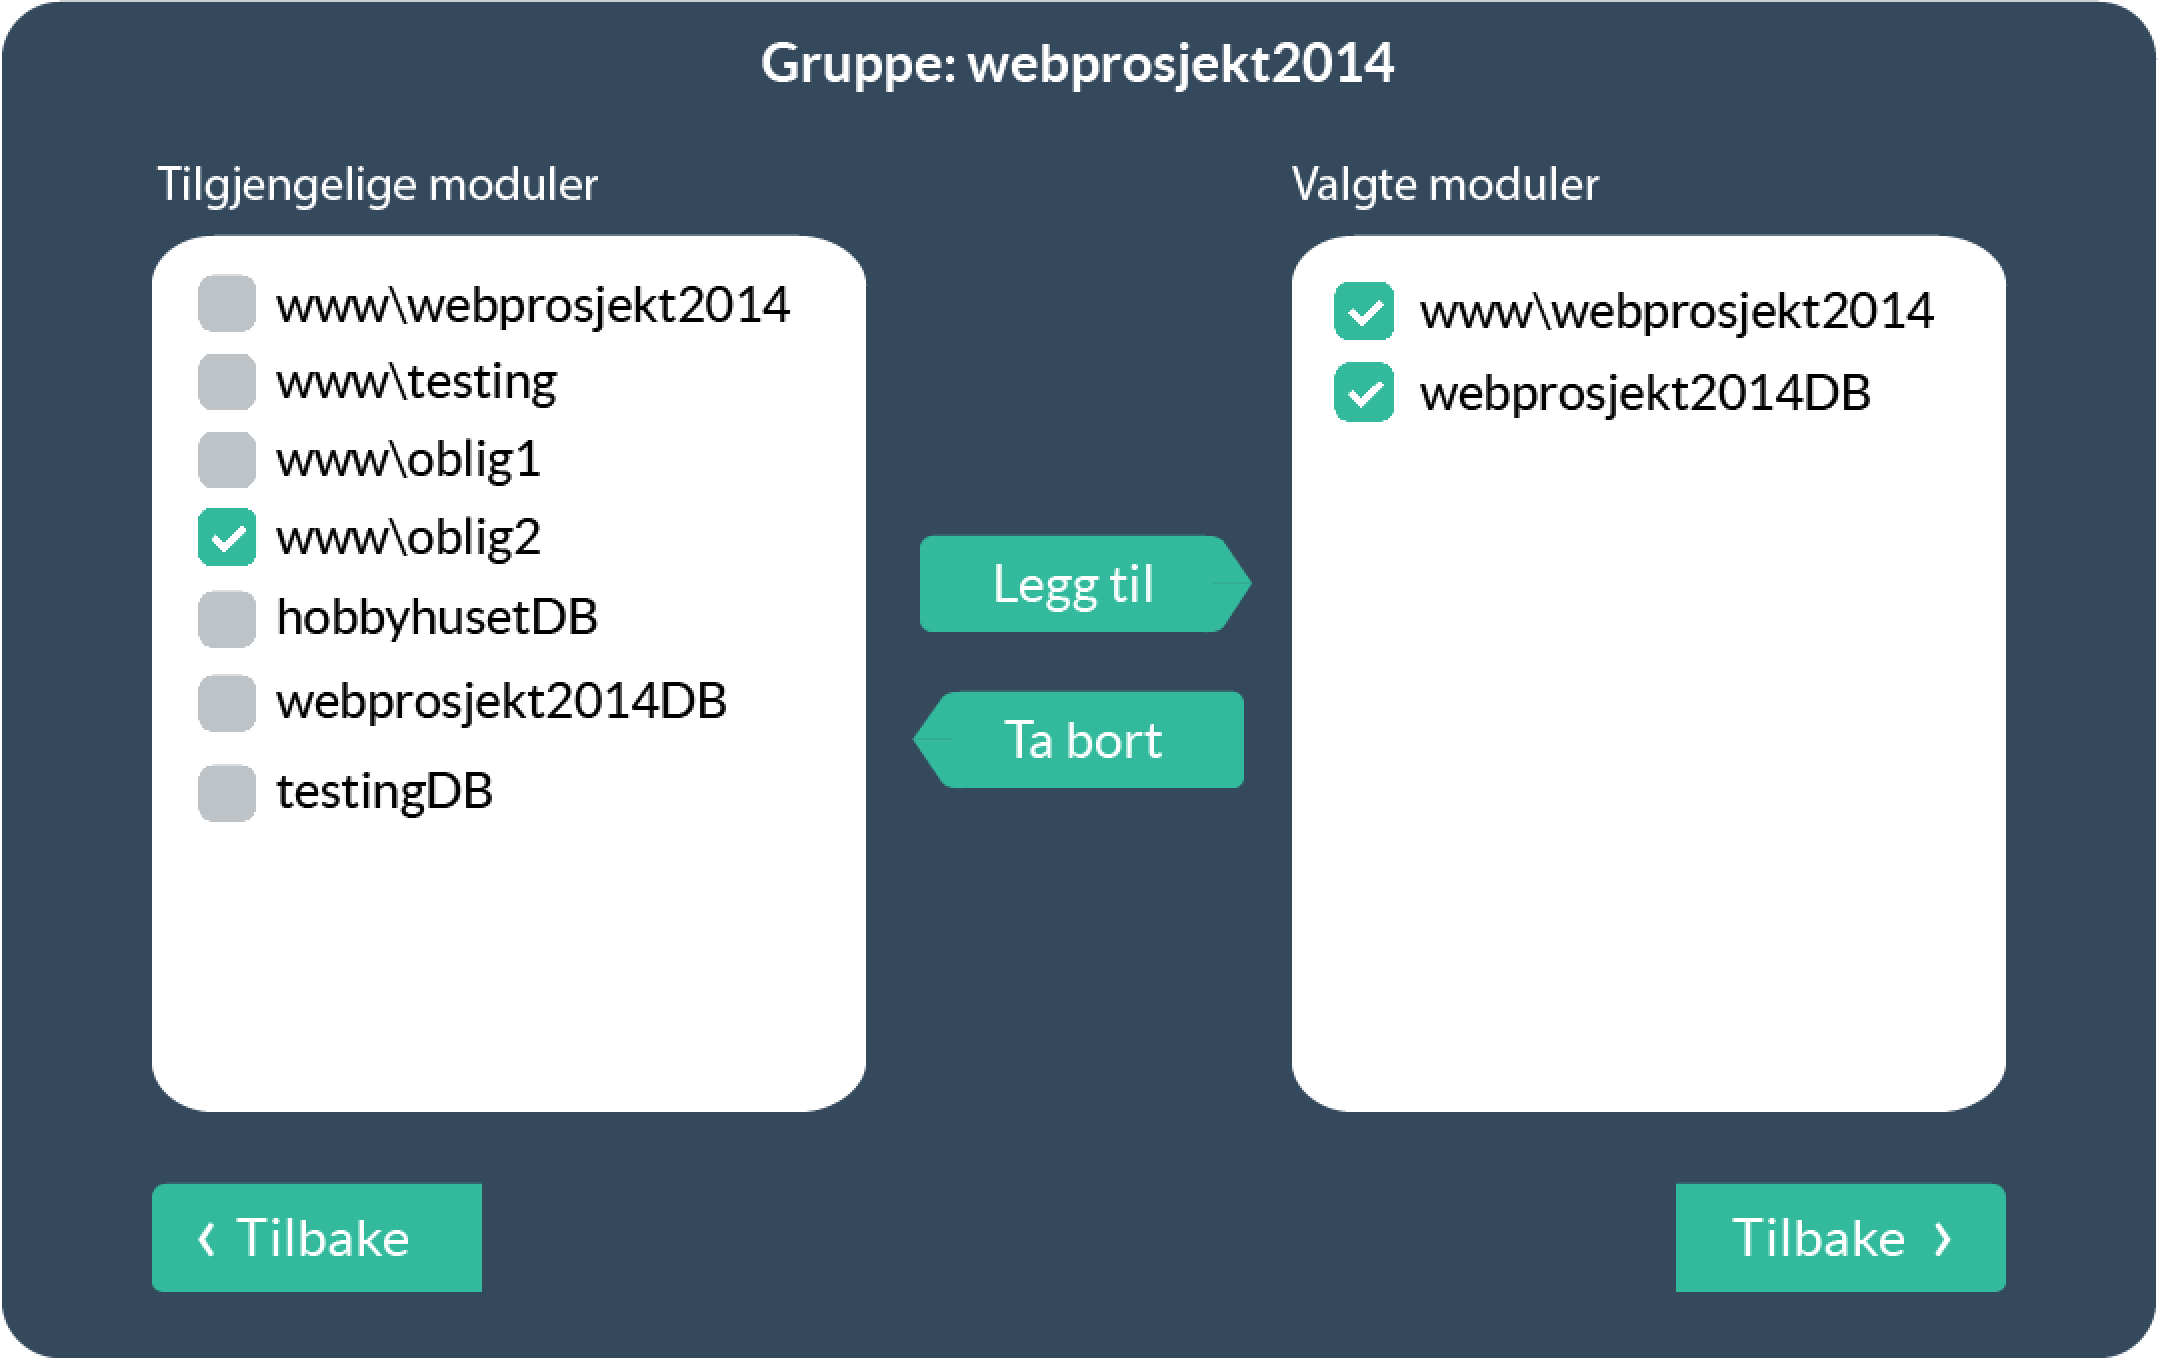 Gruppe: webprosjekt2014
Tilgjengelige moduler
www\webprosjekt2014
www\testing
www\oblig1
www\oblig2
hobbyhusetDB
webprosjekt2014DB
testingDB
Legg til
Ta bort
Valgte moduler
www\webprosjekt2014
webprosjekt2014DB
‹ Tilbake
Tilbake ›